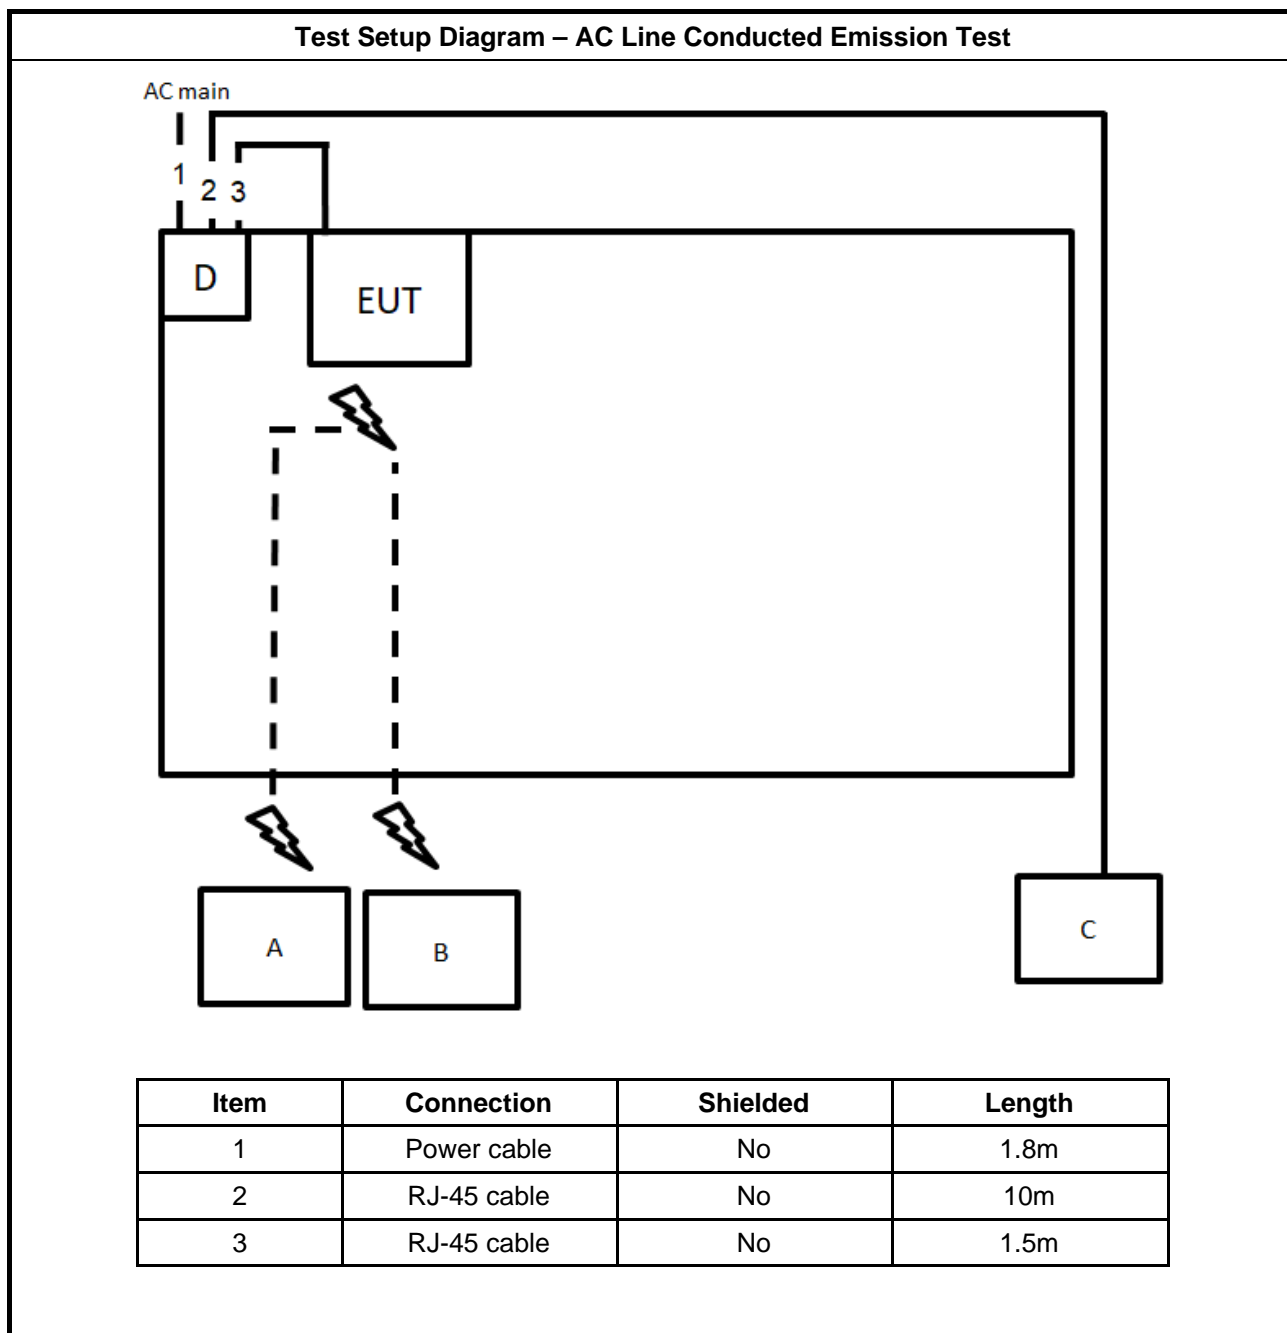 Test Setup Diagram – AC Line Conducted Emission Test
AC main
1
2
3
D
EUT
A
B
C
Item Connection Shielded Length
1 Power cable No 1.8m
2 RJ-45 cable No 10m
3 RJ-45 cable No 1.5m